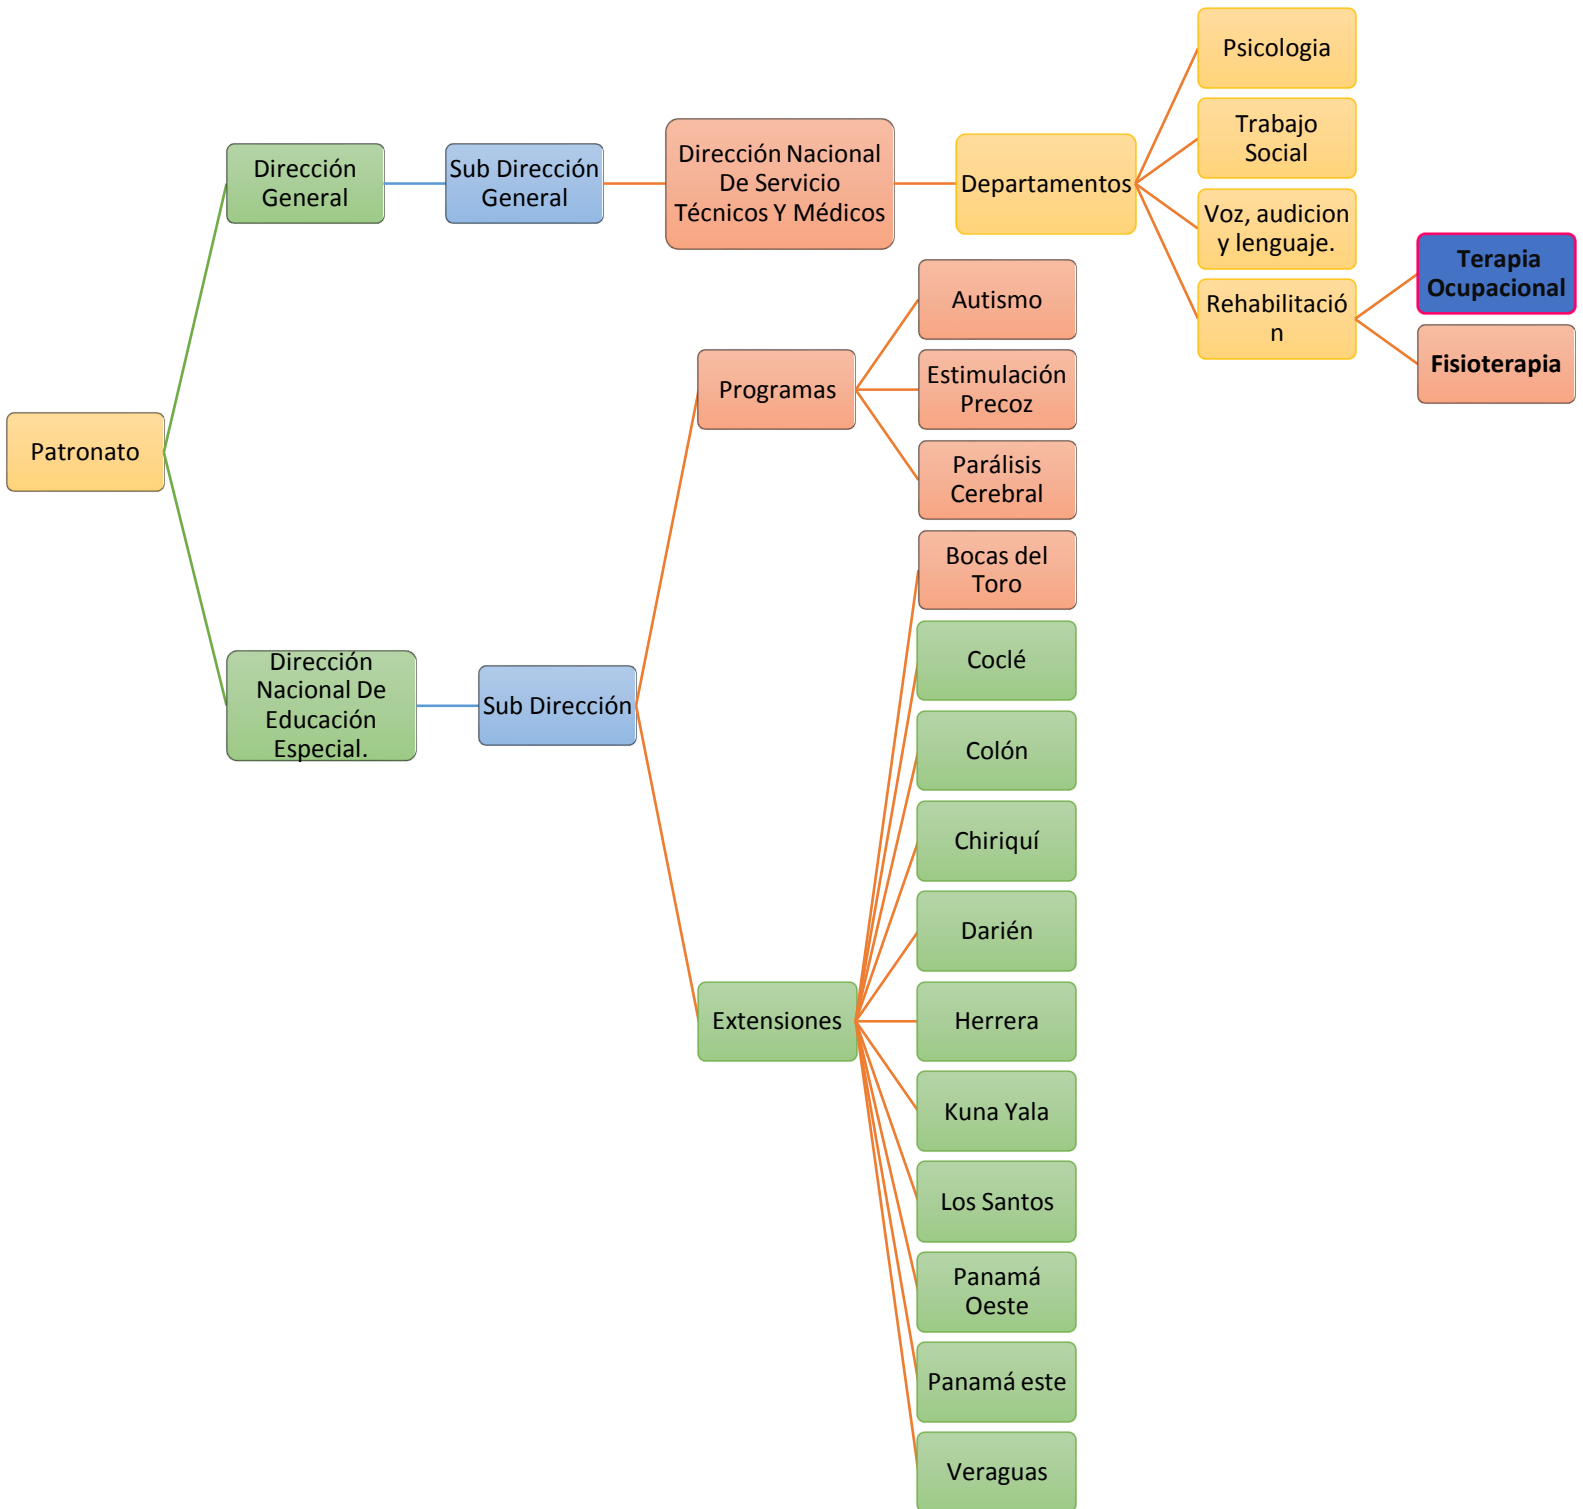 Psicologia
Trabajo
Social
Voz, audicion
y lenguaje.
Rehabilitació
n
Terapia
Ocupacional
Fisioterapia
Dirección
General
Sub Dirección
General
Dirección Nacional
De Servicio
Técnicos Y Médicos
Departamentos
Autismo
Estimulación
Precoz
Parálisis
Cerebral
Programas
Patronato
Bocas del
Toro
Coclé
Colón
Chiriquí
Darién
Herrera
Kuna Yala
Los Santos
Panamá
Oeste
Panamá este
Veraguas
Dirección
Nacional De
Educación
Especial.
Sub Dirección
Extensiones